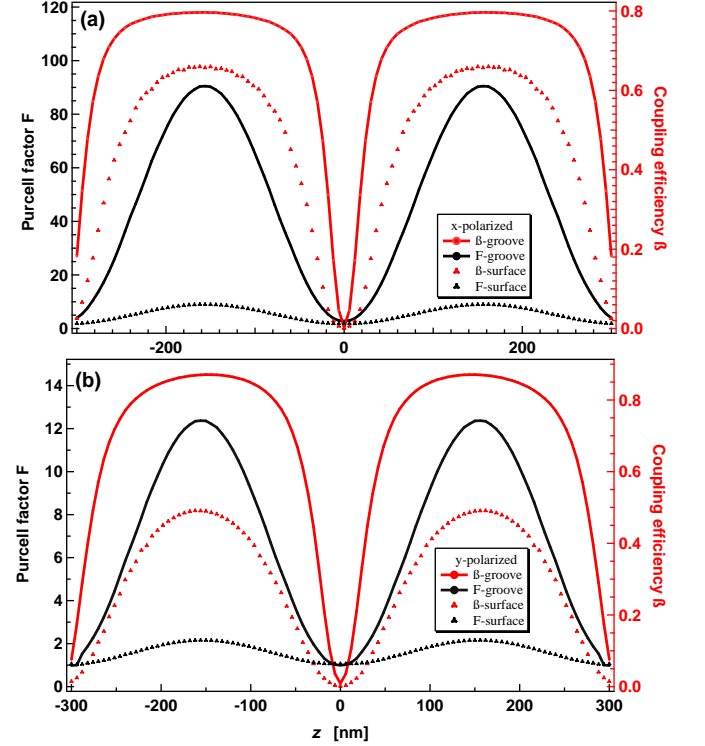 (a)
120
100
80
60
40
20
0
Purcell factor F
0.8
0.6
0.4
0.2
0.0
Coupling efficiency ß
x-polarized
ß-groove
F-groove
ß-surface
F-surface
-200
0
200
(b)
14
12
10
8
6
4
2
0
Purcell factor F
0.8
0.6
0.4
0.2
0.0
Coupling efficiency ß
y-polarized
ß-groove
F-groove
ß-surface
F-surface
-300
-200
-100
0
100
200
300
z [nm]